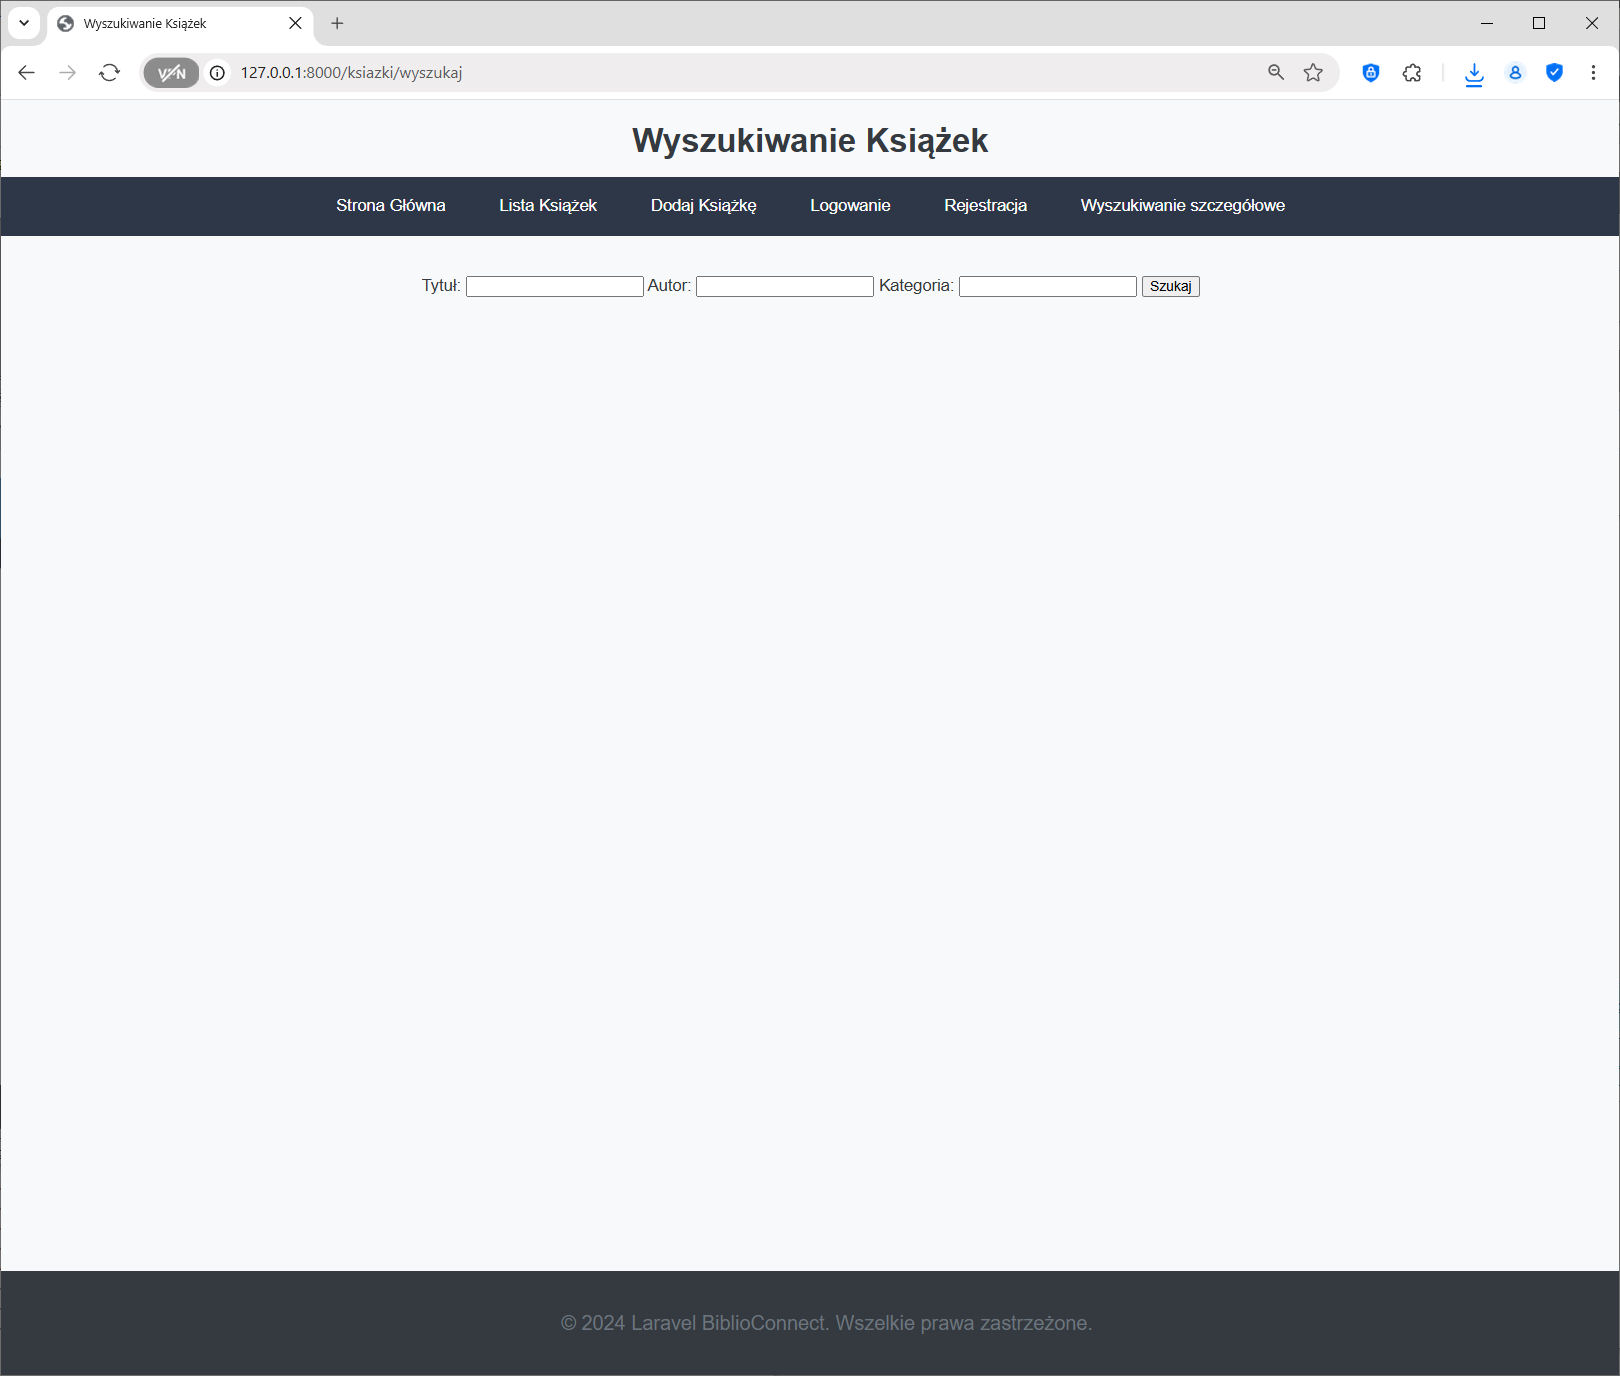 Wyszukiwanie Książek
VPN
127.0.0.1:8000/ksiazki/wyszukaj
Wyszukiwanie Książek
Strona Główna Lista Książek Dodaj Książkę Logowanie Rejestracja Wyszukiwanie szczegółowe
Tytuł: Autor: Kategoria: Szukaj
© 2024 Laravel BiblioConnect. Wszelkie prawa zastrzeżone.